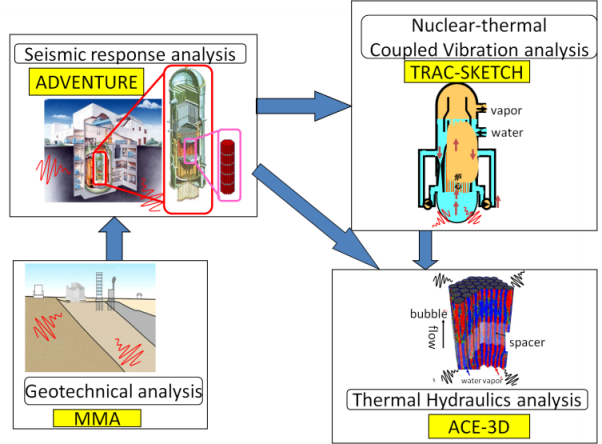 Seismic response analysis
ADVENTURE
Nuclear-thermal
Coupled Vibration analysis
TRAC-SKETCH
vapor
water
Geotechnical analysis
MMA
bubble
flow
spacer
water vapor
Thermal Hydraulics analysis
ACE-3D